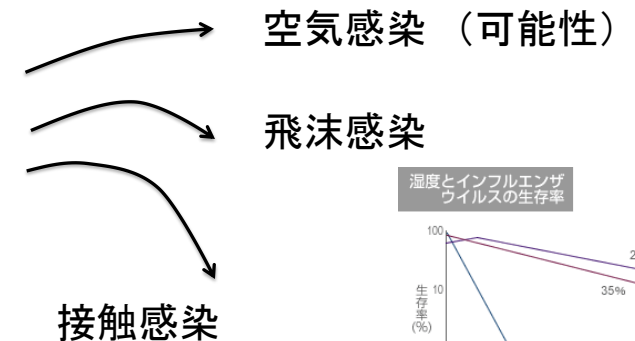 空気感染 （可能性）
飛沫感染
接触感染
湿度とインフルエンザ
ウイルスの生存率
100
10
生存率(%)
2
35%